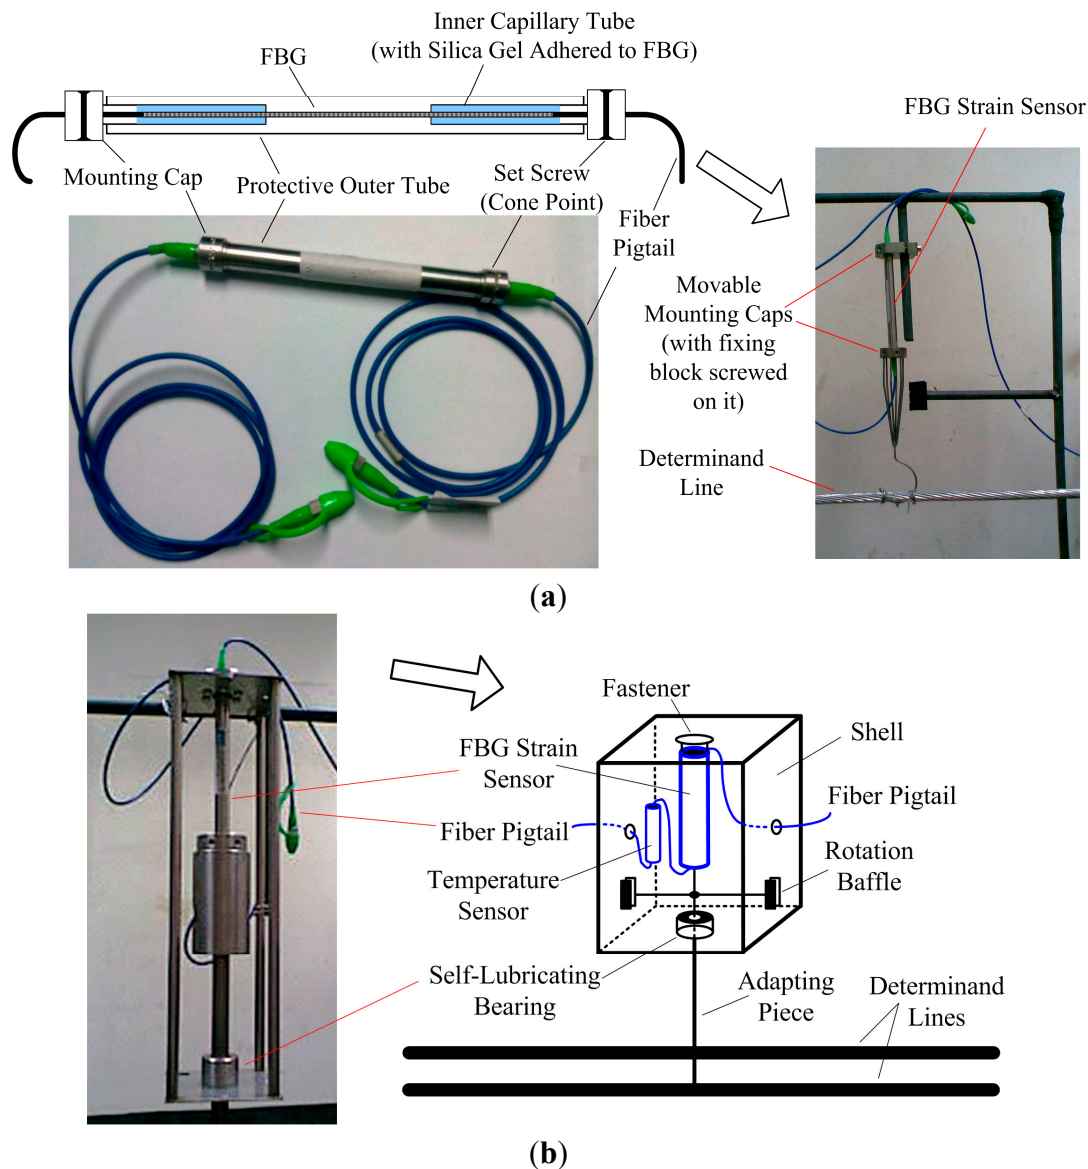 Inner Capillary Tube
(with Silica Gel Adhered to FBG)
FBG
FBG Strain Sensor
Mounting Cap
Protective Outer Tube
Set Screw
(Cone Point)
Fiber
Pigtail
Movable
Mounting Caps
(with fixing
block screwed
on it)
Determinand
Line
(a)
Fastener
FBG Strain
Sensor
Shell
Fiber Pigtail
Fiber Pigtail
Temperature
Sensor
Rotation
Baffle
Self-Lubricating
Bearing
Adapting
Piece
Determinand
Lines
(b)